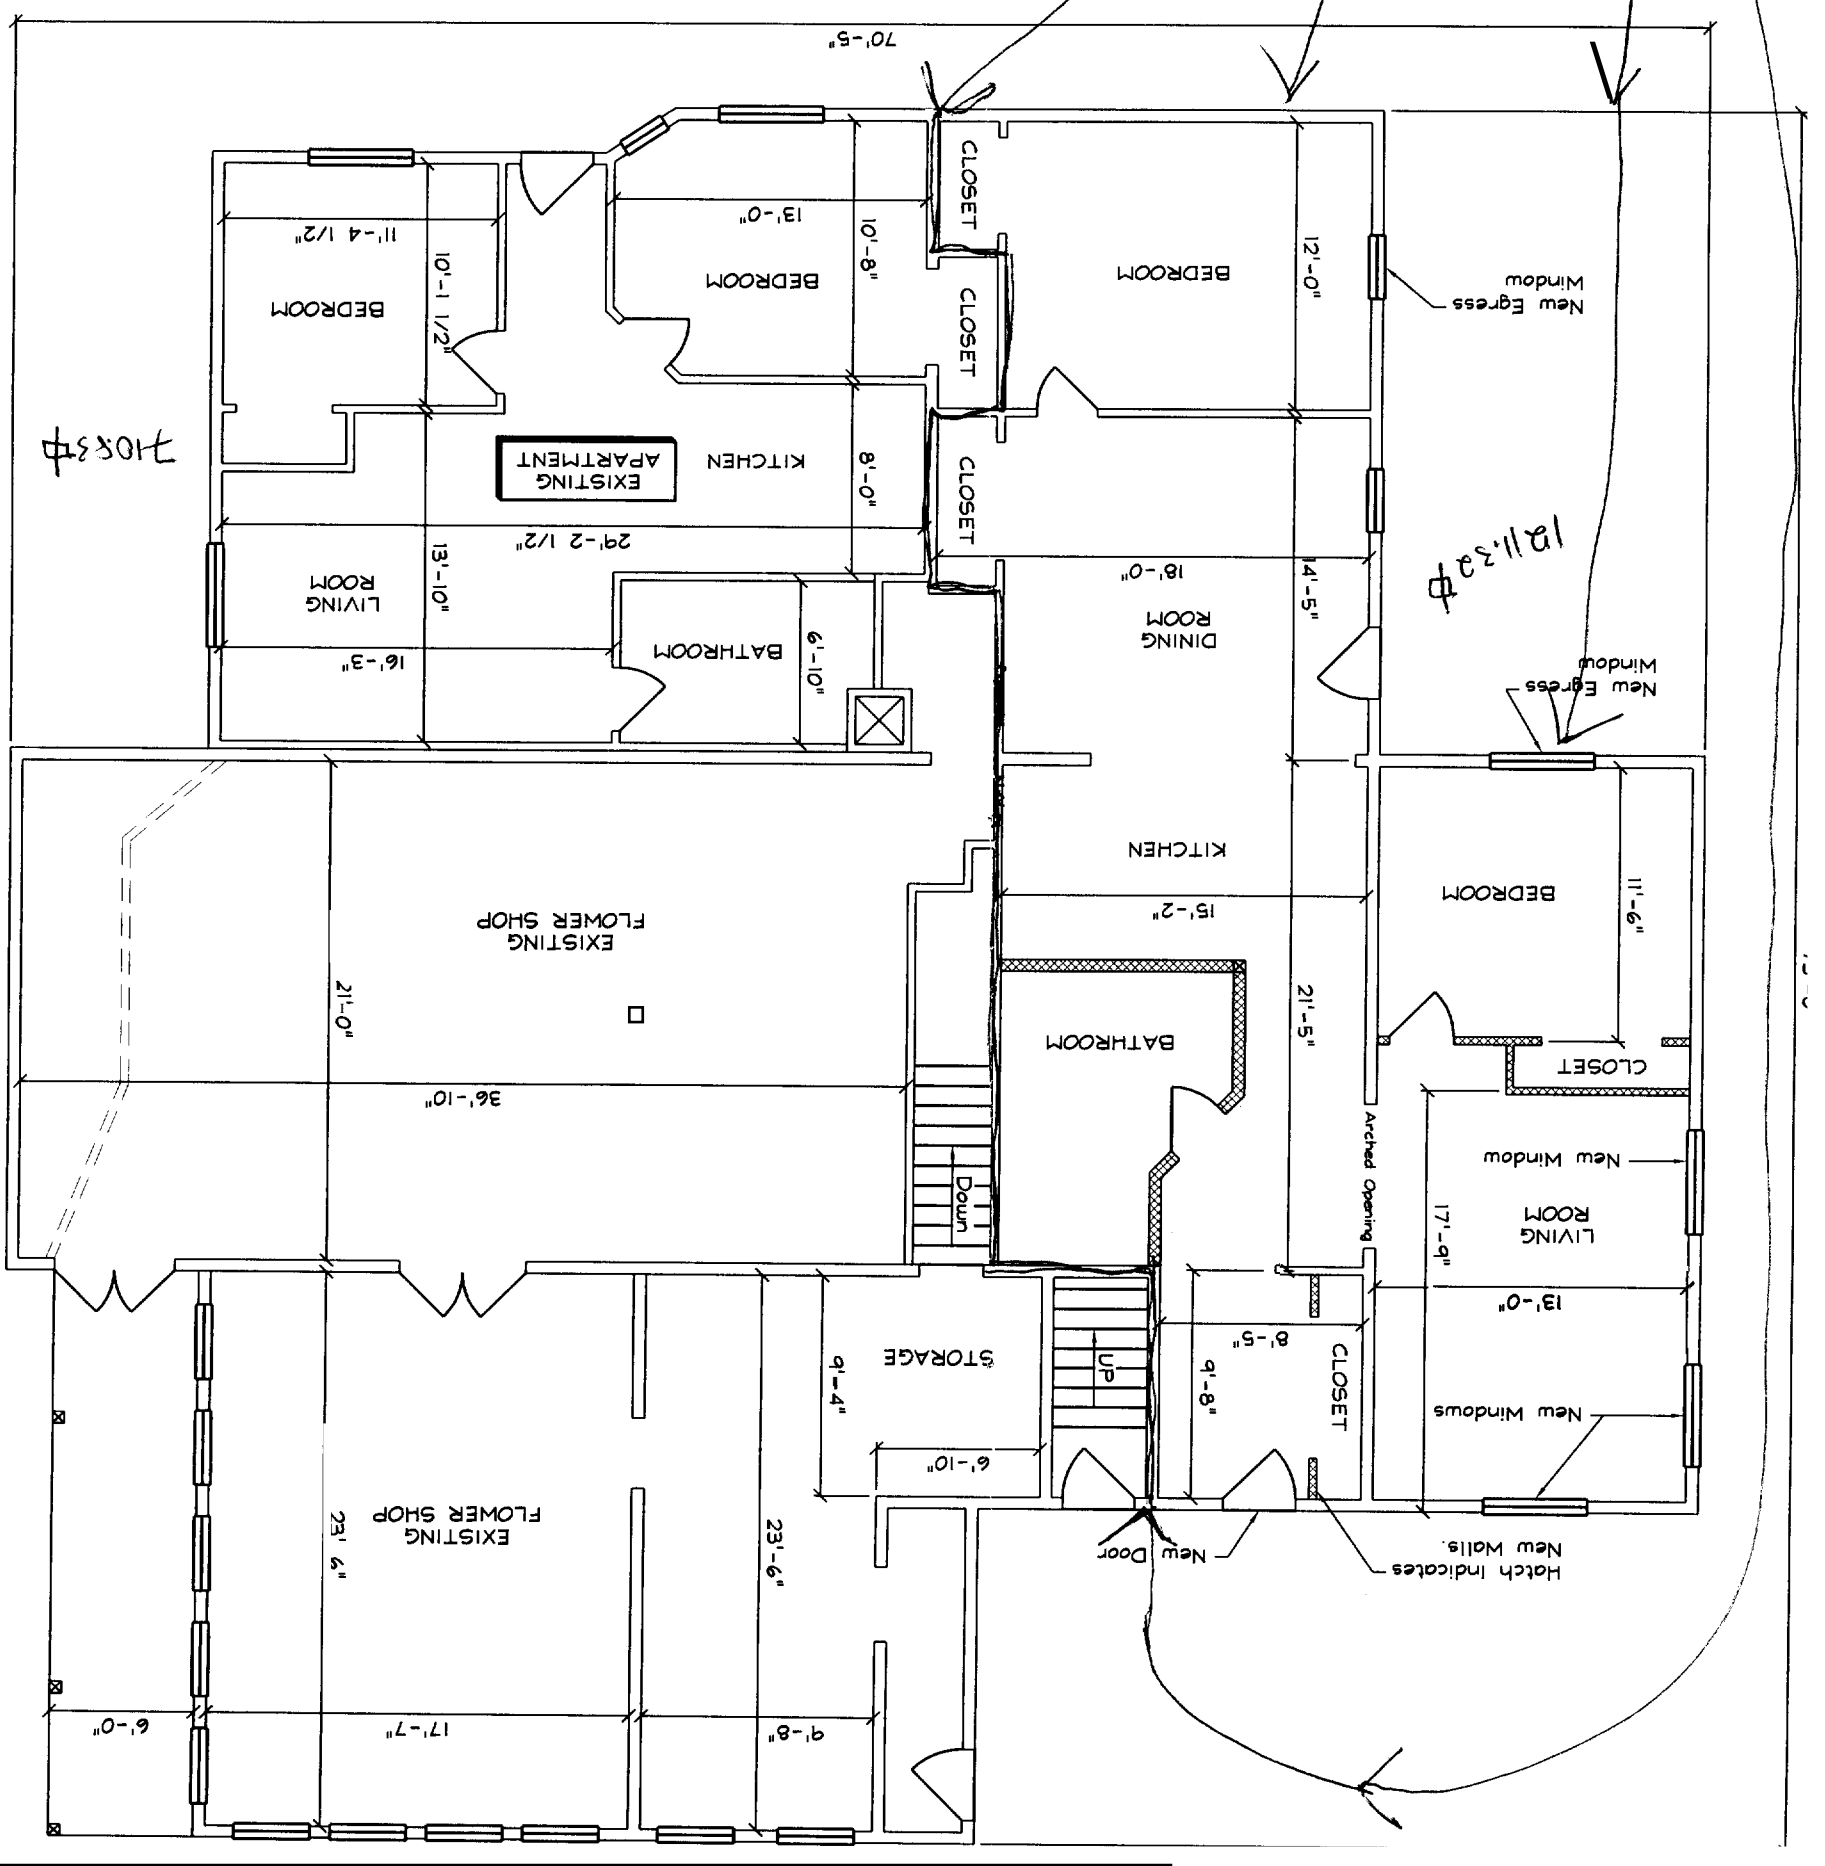 Hatch Indicates
New Walls.
New Door
New Windows
CLOSET
UP
STORAGE
EXISTING
FLOWER SHOP
6'-0"
17'-7"
9'-8"
23'-6"
23' 6"
6'-10"
9'-4"
9'-8"
8'-5"
13'-0"
17'-9"
LIVING
ROOM
New Window
Arched Opening
Down
CLOSET
BATHROOM
21'-5"
36'-10"
21'-0"
EXISTING
FLOWER SHOP
BEDROOM
11'-6"
15'-2"
KITCHEN
New Egress
Window
DINING
ROOM
18'-0"
14'-5"
1211.32
BATHROOM
6'-10"
16'-3"
LIVING
ROOM
13'-10"
29'-2 1/2"
8'-0"
CLOSET
KITCHEN
EXISTING
APARTMENT
710.83
New Egress
Window
BEDROOM
12'-0"
CLOSET
CLOSET
BEDROOM
10'-8"
13'-0"
BEDROOM
10'-1 1/2"
11'-4 1/2"
70'-5"